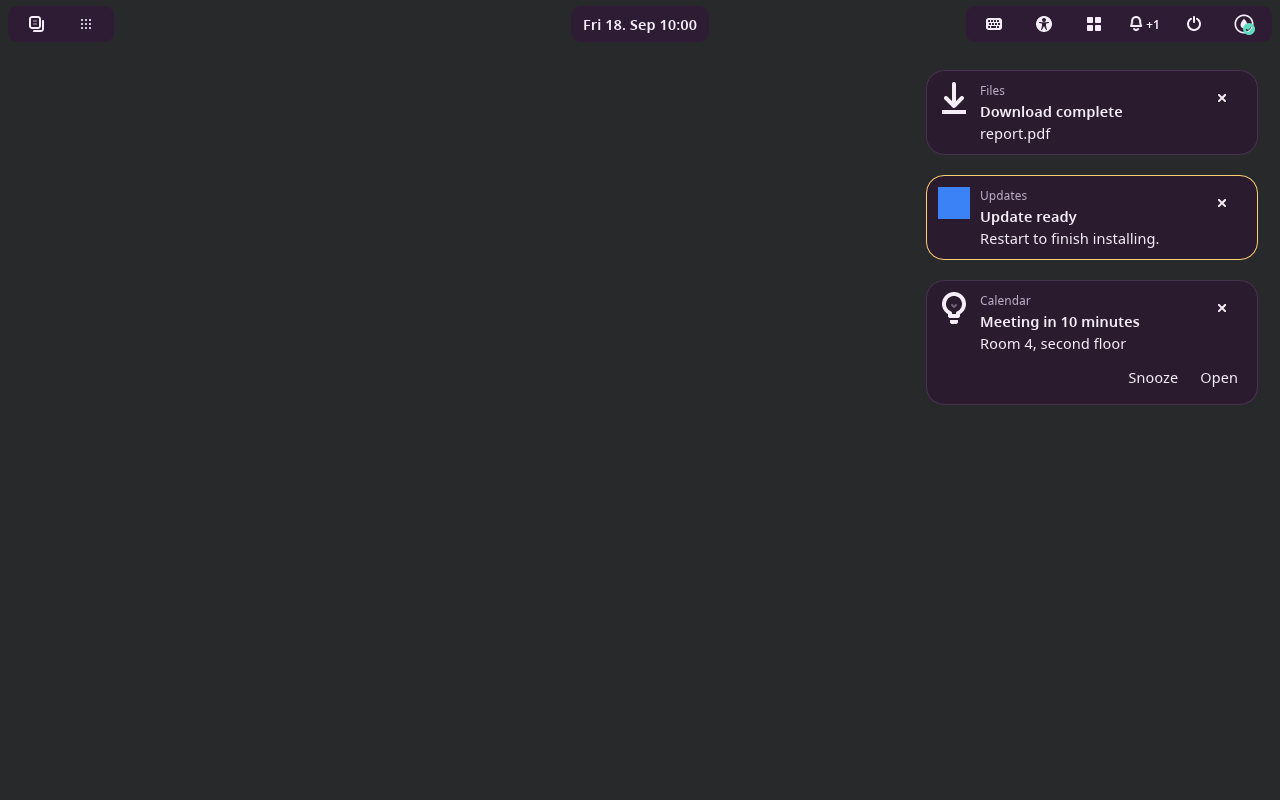 Fri 18. Sep 10:00
+1
Files
Download complete
report.pdf
Updates
Update ready
Restart to finish installing.
Calendar
Meeting in 10 minutes
Room 4, second floor
Snooze Open